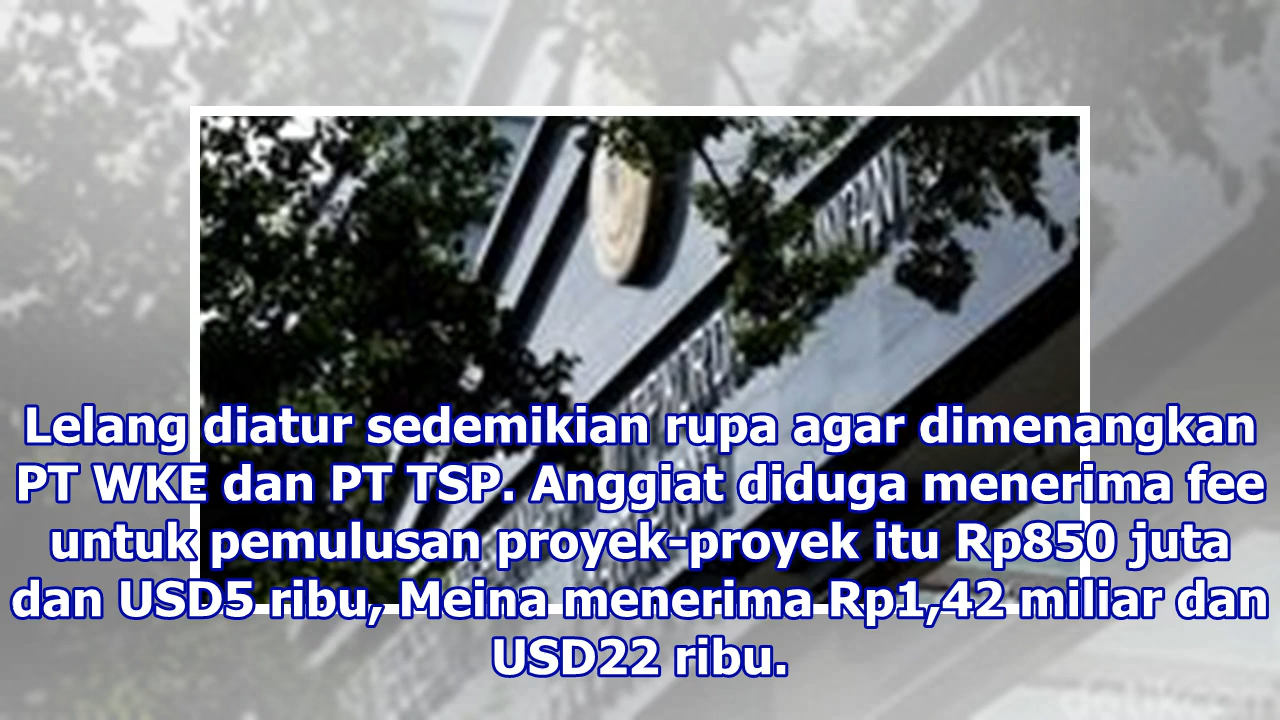 Lelang diatur sedemikian rupa agar dimenangkan
PT WKE dan PT TSP. Anggiat diduga menerima fee
untuk pemulusan proyek-proyek itu Rp850 juta
dan USD5 ribu, Meina menerima Rp1,42 miliar dan
USD22 ribu.